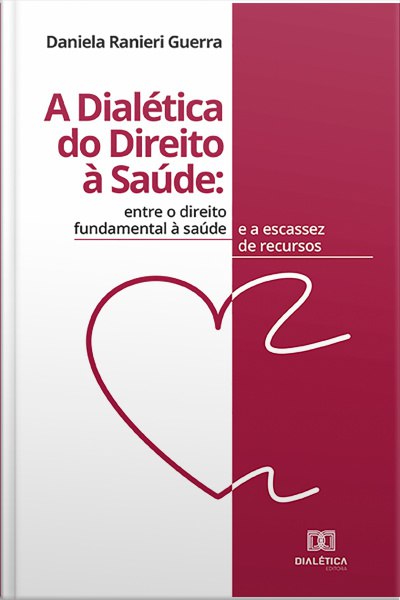 Daniela Ranieri Guerra
A Dialética
do Direito
à Saúde:
entre o direito
fundamental à saúde
e a escassez
de recursos
DIALÉTICA
EDITORA